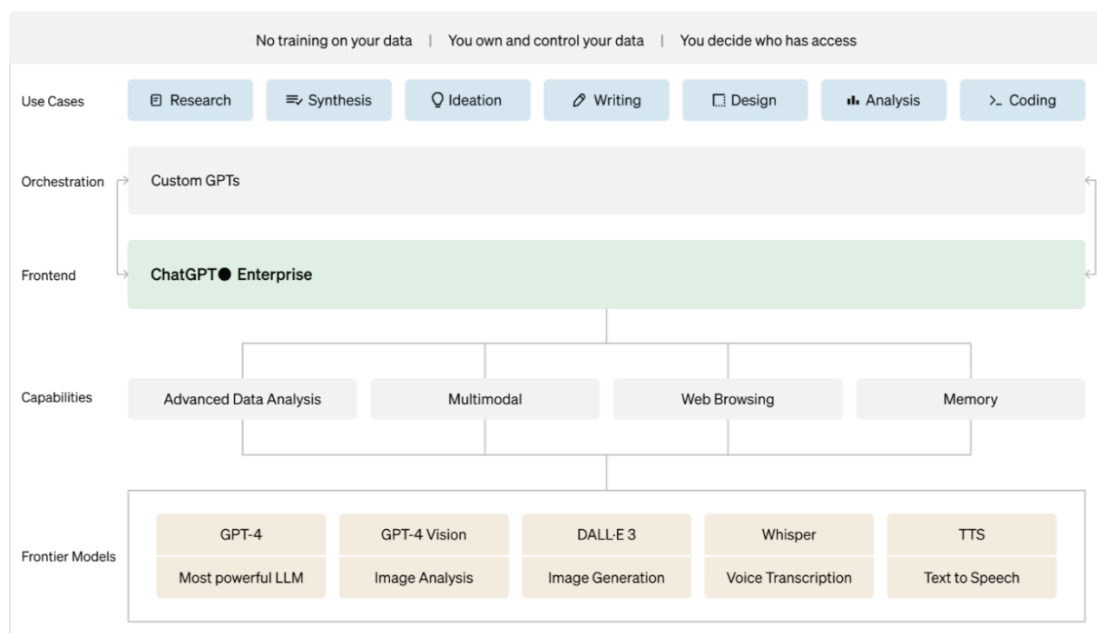 No training on your data | You own and control your data | You decide who has access
Use Cases
Research
Synthesis
Ideation
Writing
Design
Analysis
Coding
Orchestration
Custom GPTs
Frontend
ChatGPT Enterprise
Capabilities
Advanced Data Analysis
Multimodal
Web Browsing
Memory
Frontier Models
GPT-4
Most powerful LLM
GPT-4 Vision
Image Analysis
DALL·E 3
Image Generation
Whisper
Voice Transcription
TTS
Text to Speech